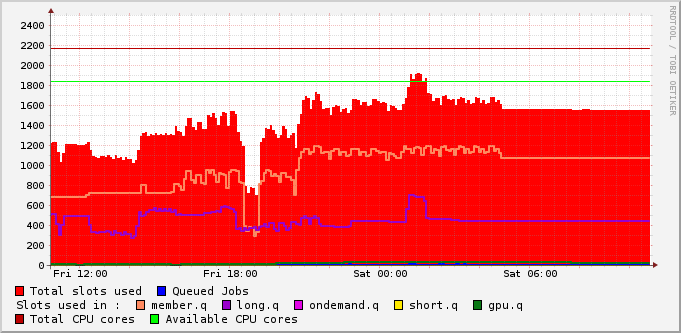 2400
2200
2000
1800
1600
1400
1200
1000
800
600
400
200
0
Fri 12:00 Fri 18:00 Sat 00:00 Sat 06:00
RRDTOOL / TOBI OETIKER
Total slots used Queued Jobs
Slots used in : member.q long.q ondemand.q short.q gpu.q
Total CPU cores Available CPU cores